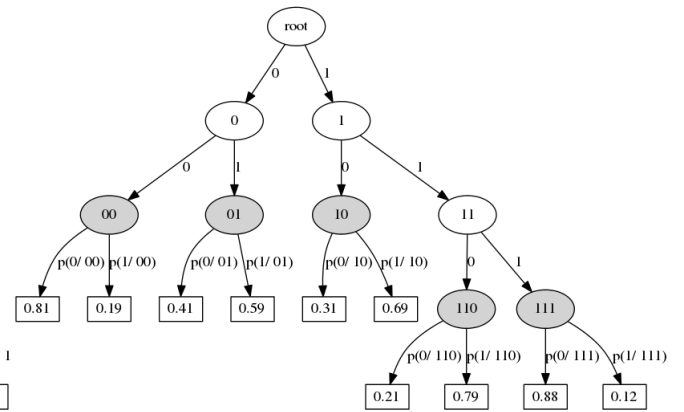 root
0 1
0 1
0 1 0 1
00 01 10 11
p(0/ 00) p(1/ 00) p(0/ 01) p(1/ 01) p(0/ 10) p(1/ 10) 0 1
0.81 0.19 0.41 0.59 0.31 0.69 110 111
1 p(0/ 110) p(1/ 110) p(0/ 111) p(1/ 111)
0.21 0.79 0.88 0.12